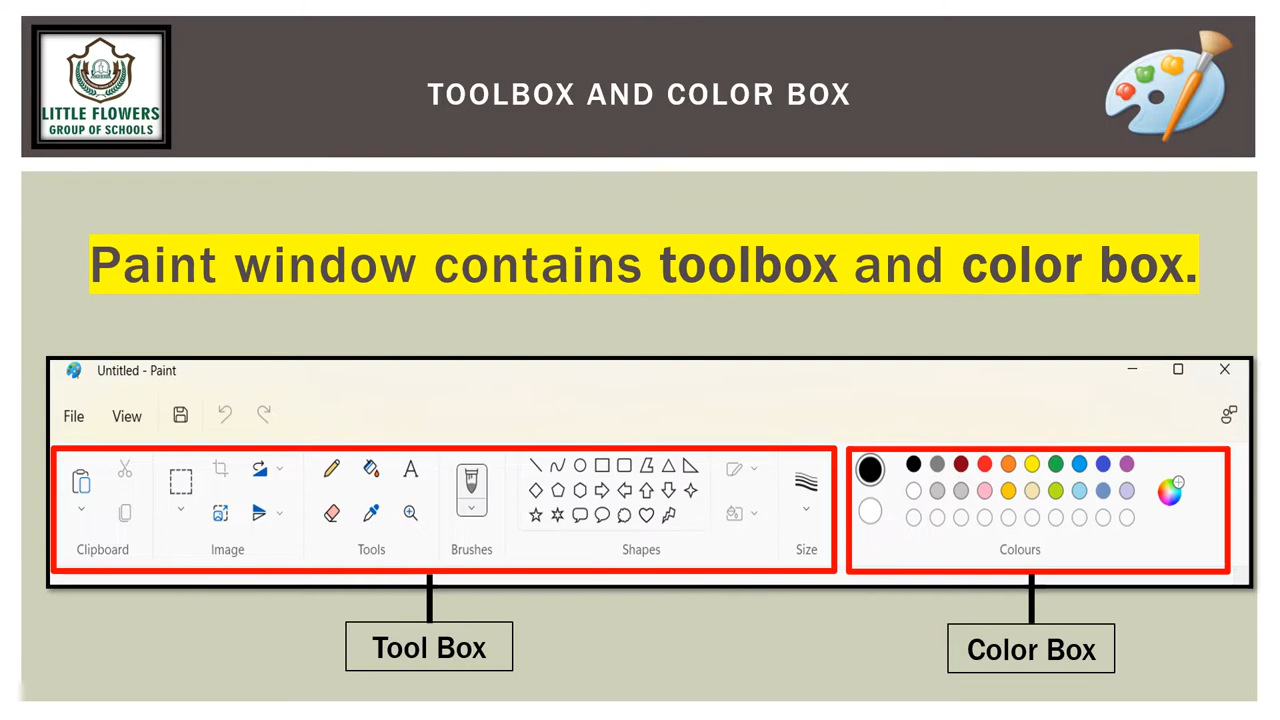 LITTLE FLOWERS
GROUP OF SCHOOLS
TOOLBOX AND COLOR BOX
Paint window contains toolbox and color box.
Untitled - Paint
File View
A
Clipboard Image Tools Brushes Shapes Size Colours
Tool Box
Color Box